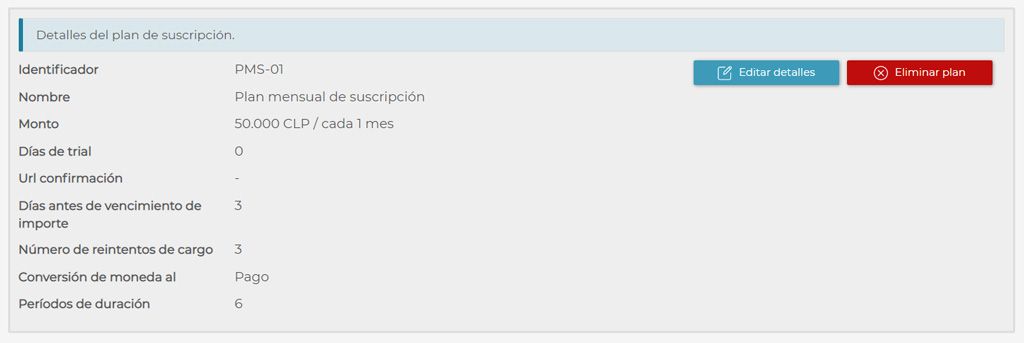 Detalles del plan de suscripción.
Identificador PMS-01 Editar detalles Eliminar plan
Nombre Plan mensual de suscripción
Monto 50.000 CLP / cada 1 mes
Días de trial 0
Url confirmación -
Días antes de vencimiento de 3
importe
Número de reintentos de cargo 3
Conversión de moneda al Pago
Períodos de duración 6